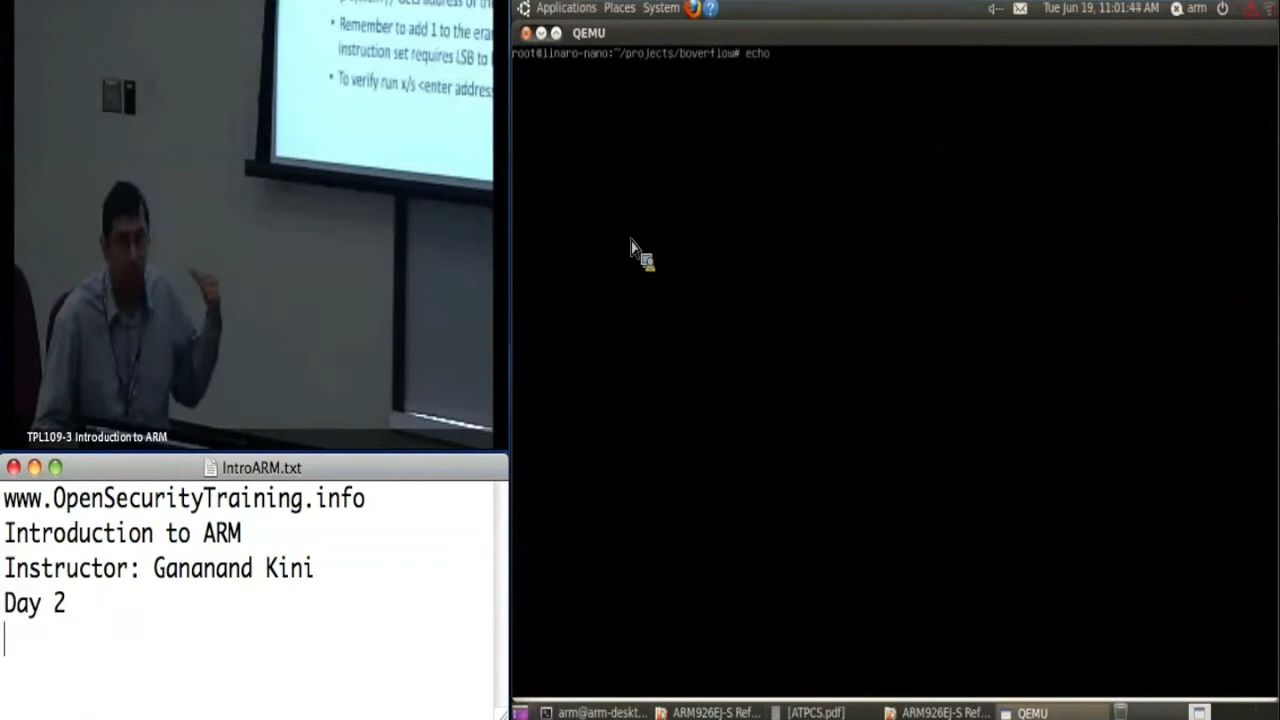 • Remember to add 1 to the
instruction set requires LSB to
• To verify run x/s <enter address
TPL109-3 Introduction to ARM
IntroARM.txt
www.OpenSecurityTraining.info
Introduction to ARM
Instructor: Gananand Kini
Day 2
Applications Places System
Tue Jun 19, 11:01:44 AM
arm
QEMU
root@linaro-nano:~/projects/boverflow# echo
arm@arm-deskt...
ARM926EJ-S Ref...
[ATPCS.pdf]
ARM926EJ-S Ref...
QEMU